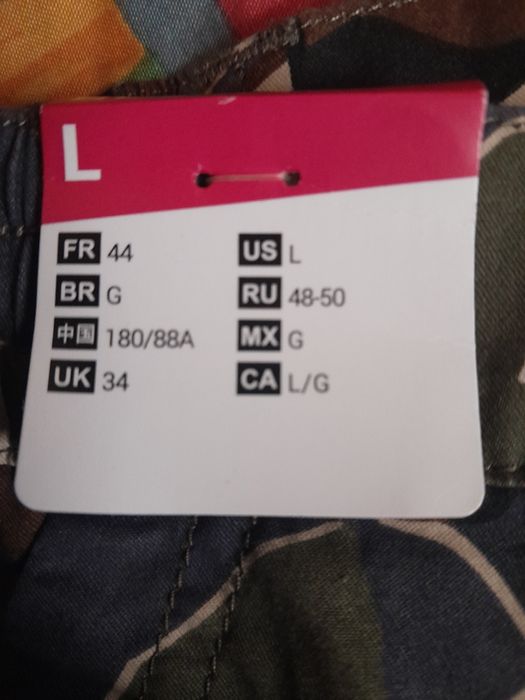 L
FR 44
US L
BR G
RU 48-50
中国 180/88A
MX G
UK 34
CA L/G